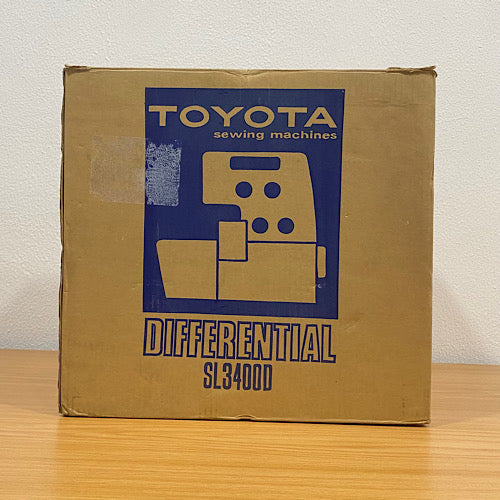 TOYOTA
sewing machines
DIFFERENTIAL
SL3400D